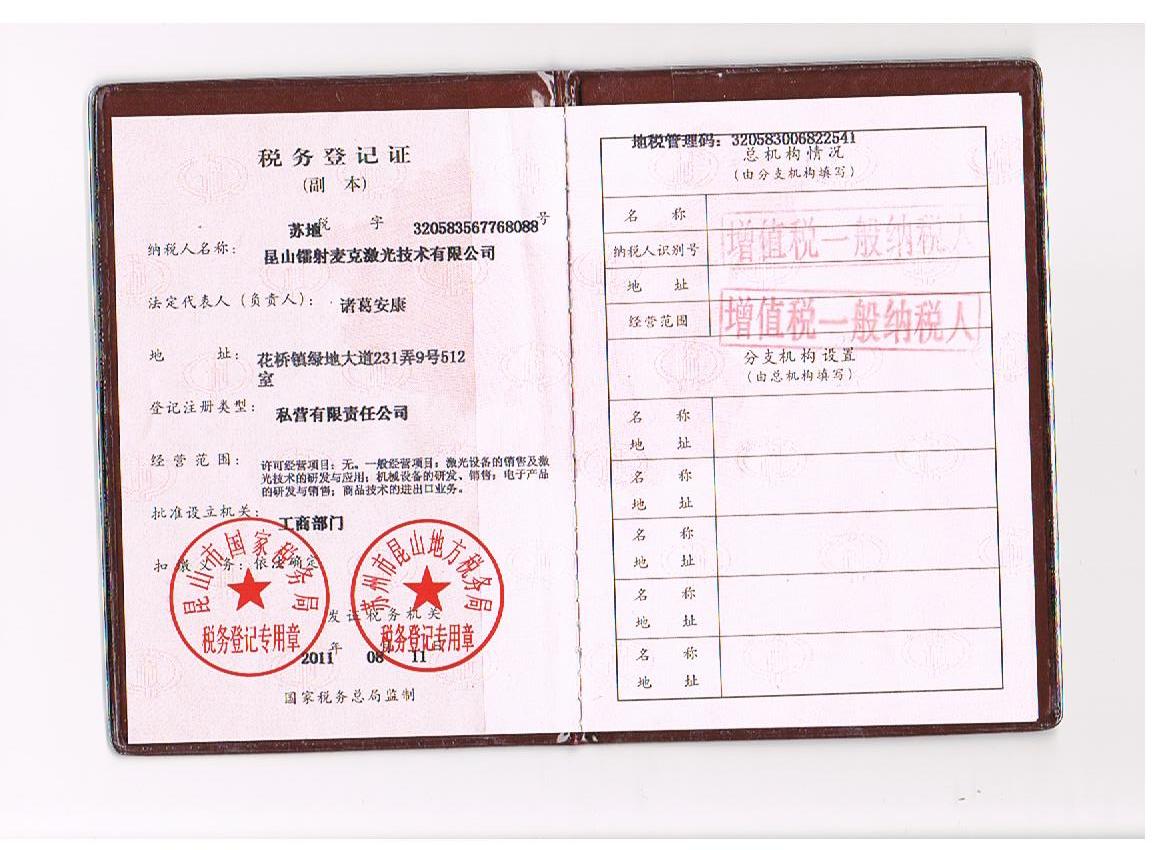 税务登记证
(副 本)
苏地税 字 320583567768088号
纳税人名称: 昆山镭射麦克激光技术有限公司
法定代表人(负责人): 诸葛安康
地 址: 花桥镇绿地大道231弄9号512
室
登记注册类型: 私营有限责任公司
经营范围: 许可经营项目:无。一般经营项目:激光设备的销售及激
光技术的研发与应用;机械设备的研发、销售;电子产品
的研发与销售;商品技术的进出口业务。
批准设立机关: 工商部门
扣缴义务: 依法确定
昆山市国家税务局
税务登记专用章
苏州市昆山地方税务局
税务登记专用章
发证税务机关
2011 年 08 11
国家税务总局监制
地税管理码:320583006822541
总机构情况
(由分支机构填写)
名 称
纳税人识别号
地 址
经营范围
增值税一般纳税人
增值税一般纳税人
分支机构设置
(由总机构填写)
名 称
地 址
名 称
地 址
名 称
地 址
名 称
地 址
名 称
地 址